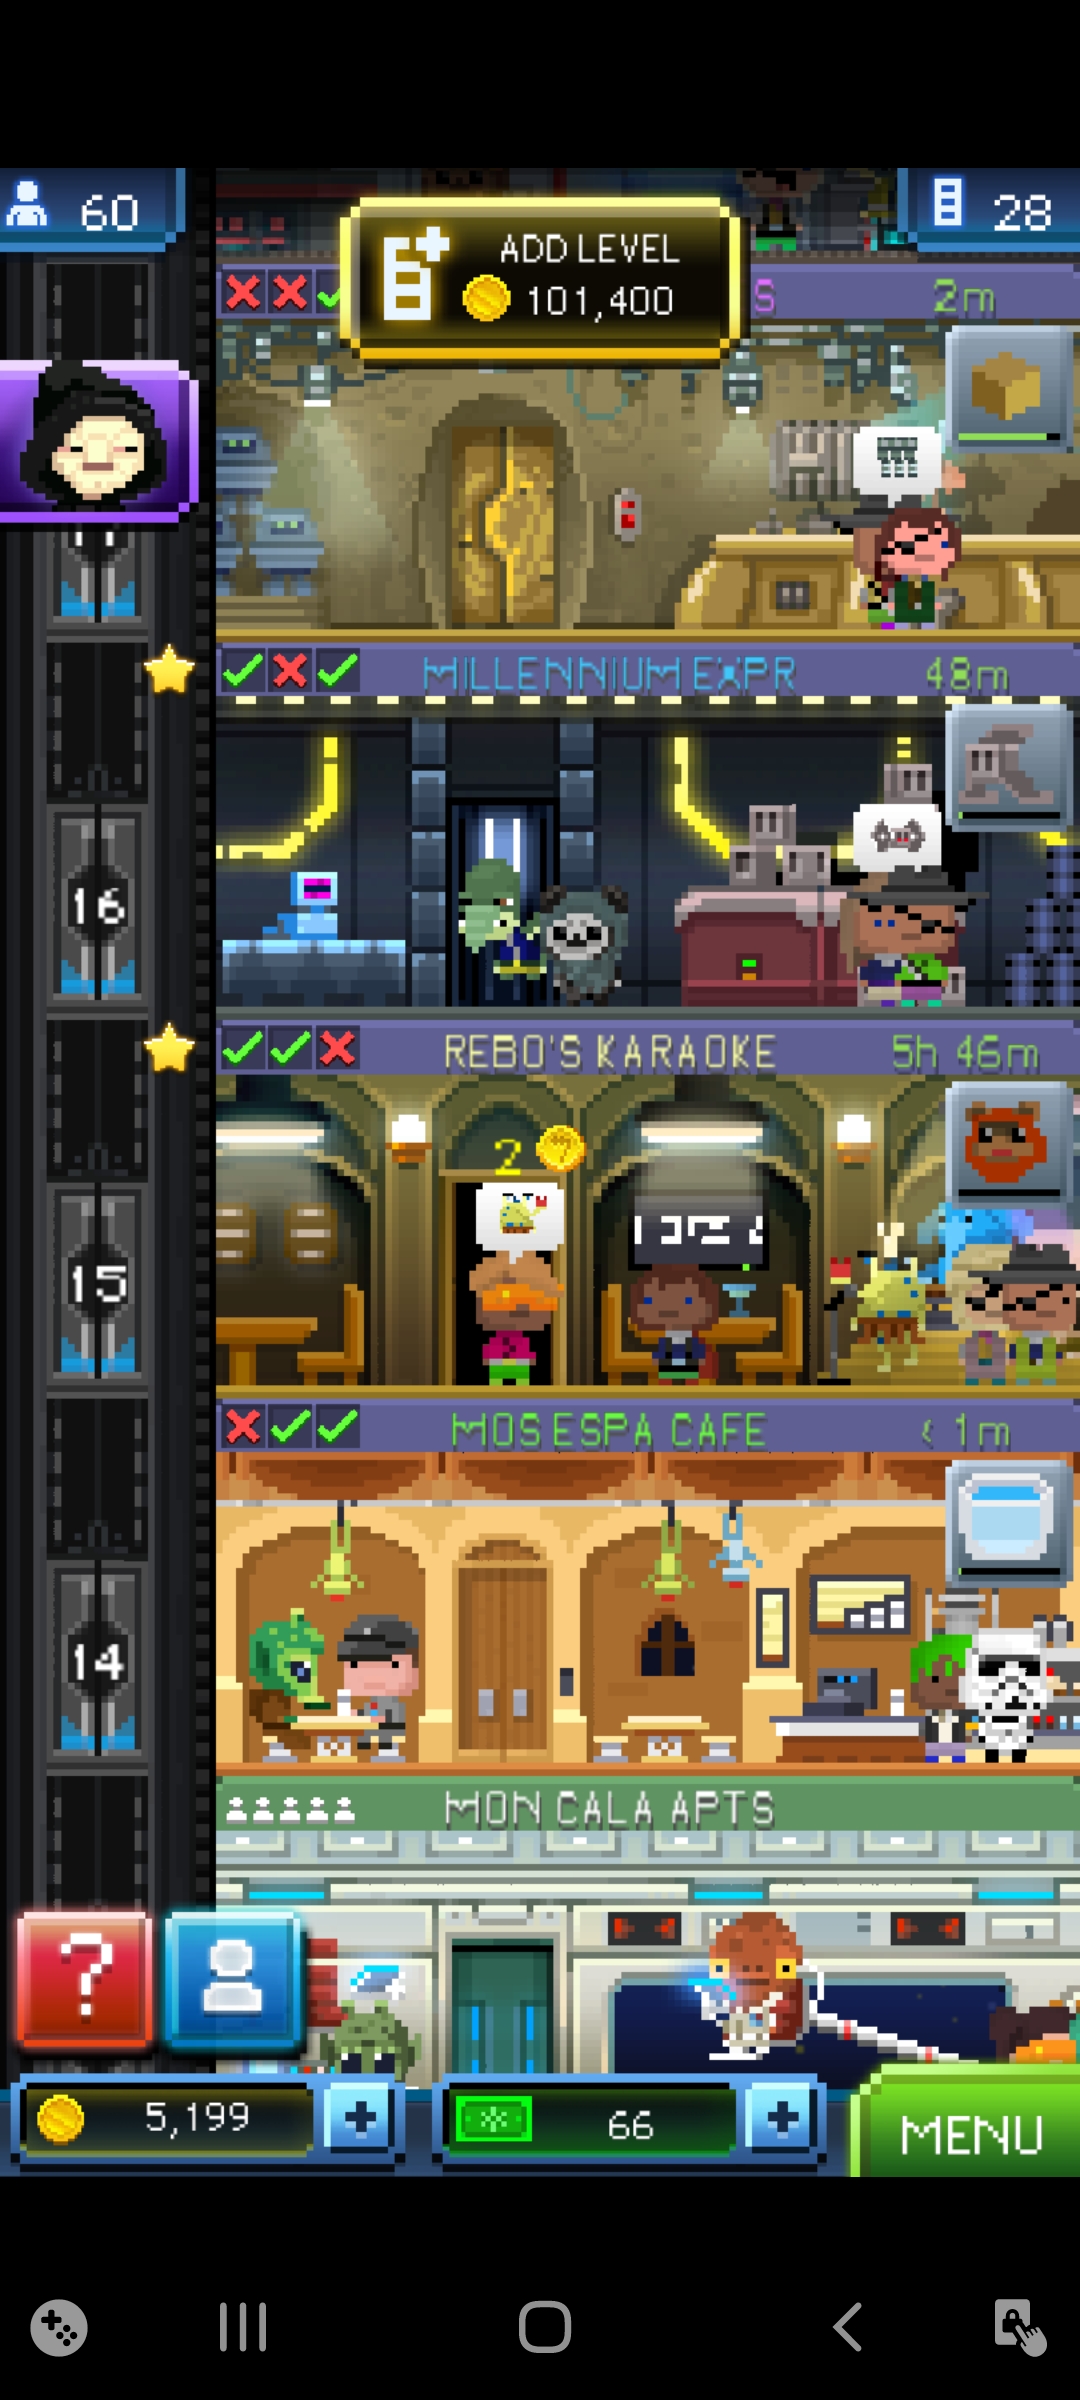 60
ADD LEVEL
101,400
28
S
2m
MILLENNIUM EXPR
48m
16
REBO'S KARAOKE
5h 46m
2
15
MOS ESPA CAFE
< 1m
14
MON CALA APTS
?
5,199
+
66
+
MENU